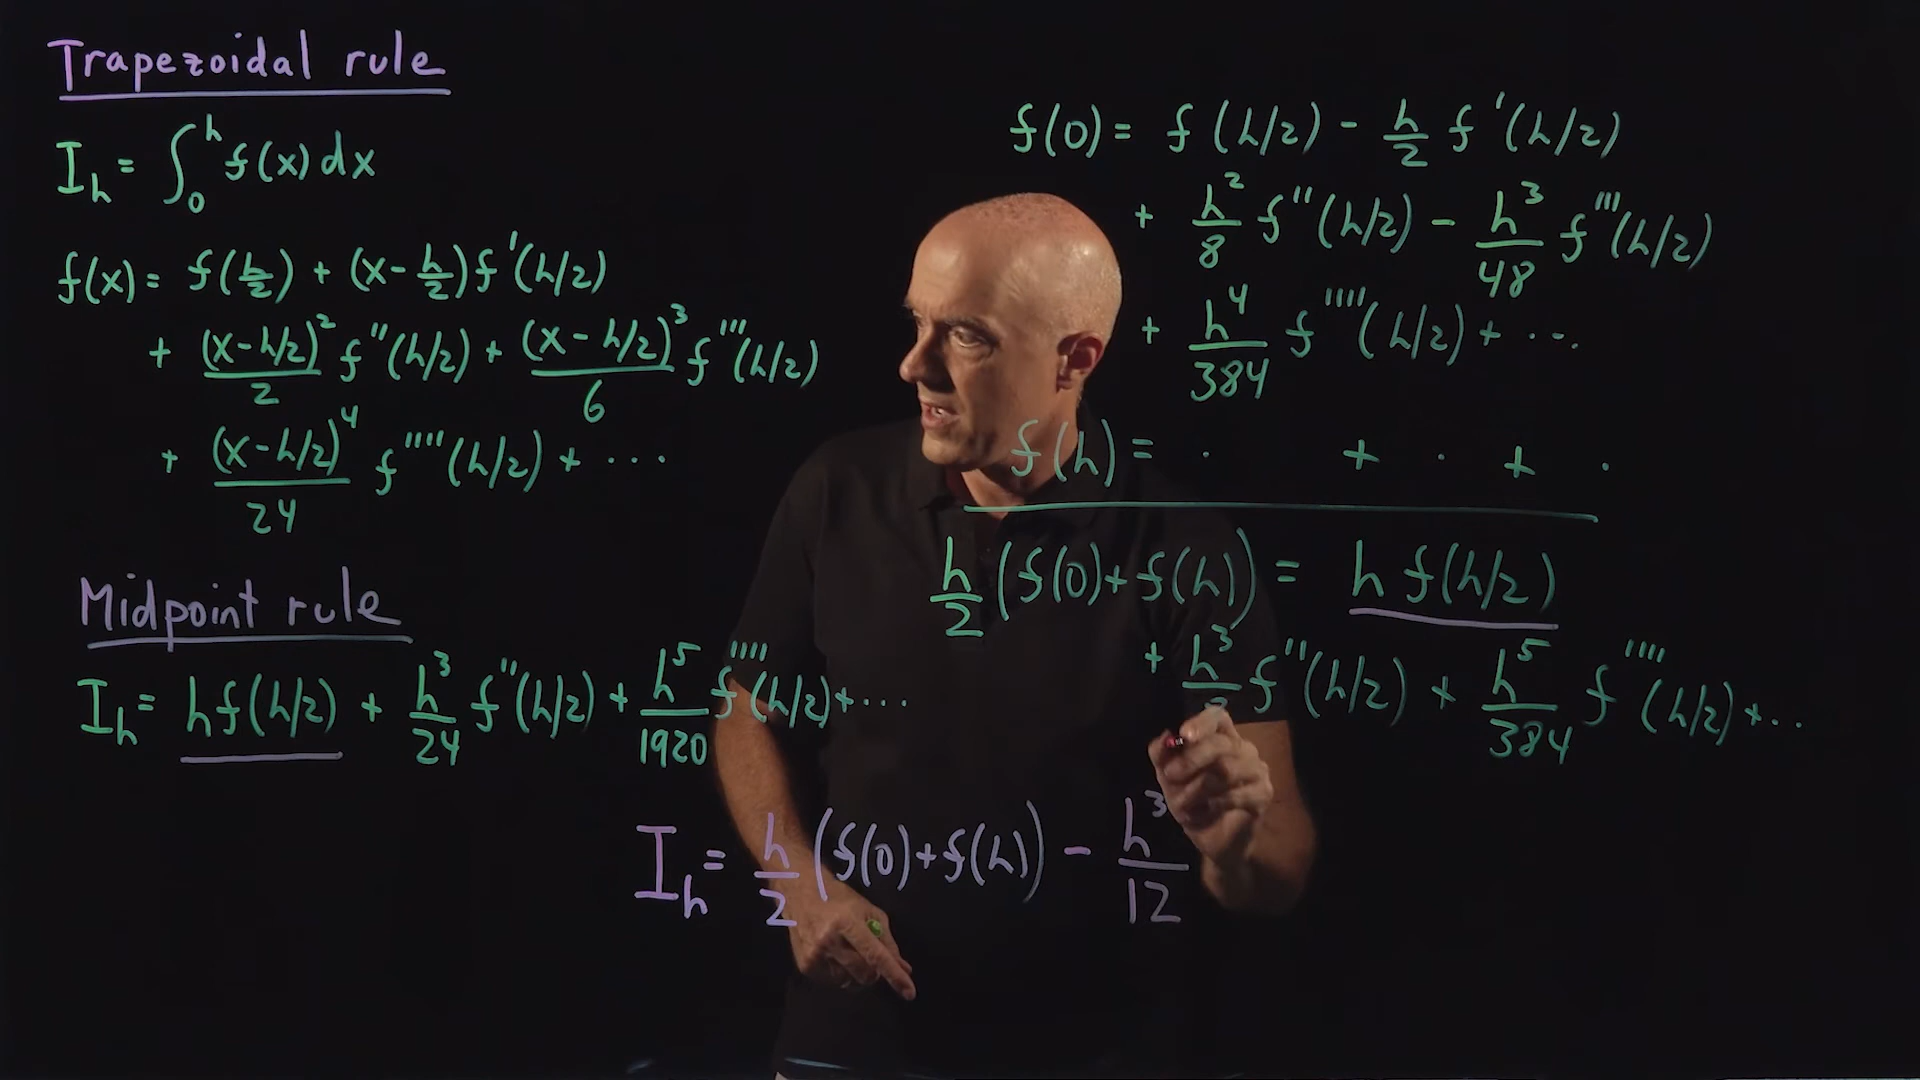 Trapezoidal rule
I_h = ∫_0^h f(x) dx
f(x) = f(h/2) + (x - h/2) f'(h/2)
+ (x - h/2)^2/2 f''(h/2) + (x - h/2)^3/6 f'''(h/2)
+ (x - h/2)^4/24 f''''(h/2) + ...
Midpoint rule
I_h = h f(h/2) + h^3/24 f''(h/2) + h^5/1920 f''''(h/2) + ...
f(0) = f(h/2) - h/2 f'(h/2)
+ h^2/8 f''(h/2) - h^3/48 f'''(h/2)
+ h^4/384 f''''(h/2) + ...
f(h) = . + . + .
h/2 (f(0) + f(h)) = h f(h/2)
+ h^3/8 f''(h/2) + h^5/384 f''''(h/2) + ...
I_h = h/2 (f(0) + f(h)) - h^3/12